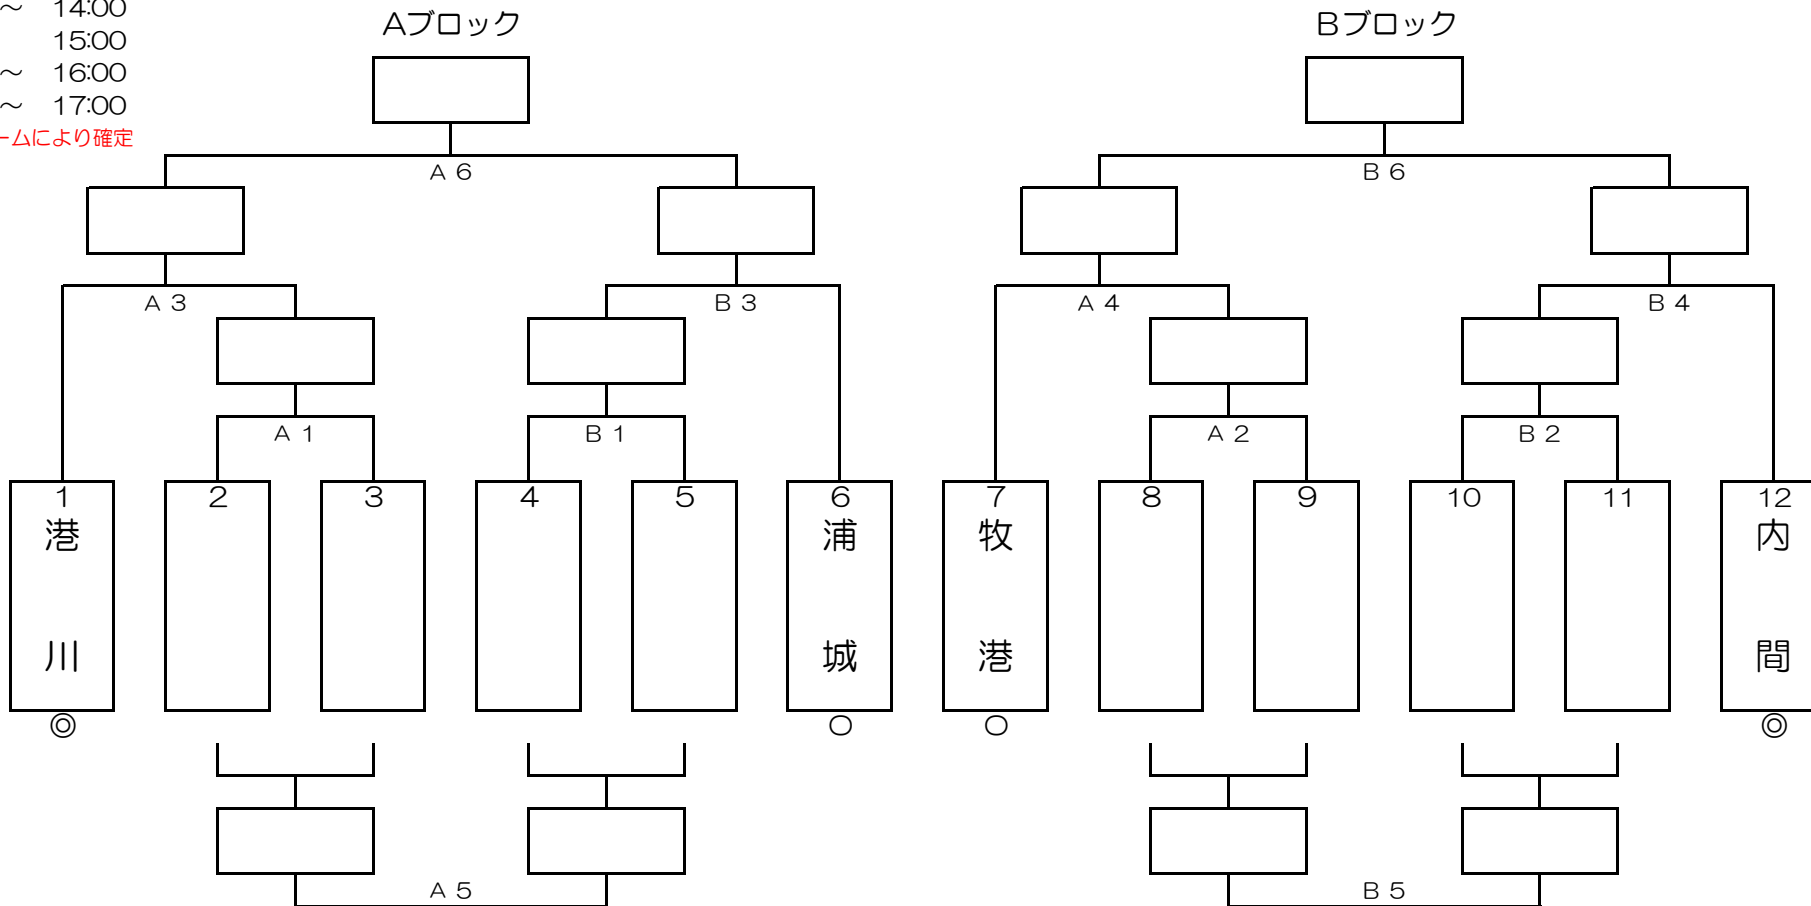 ～ 14:00
15:00
～ 16:00
～ 17:00
ームにより確定
Aブロック
Bブロック
A 6
B 6
A 3
B 3
A 4
B 4
A 1
B 1
A 2
B 2
1
2
3
4
5
6
7
8
9
10
11
12
港川
浦城
牧港
内間
◎
○
○
◎
A 5
B 5